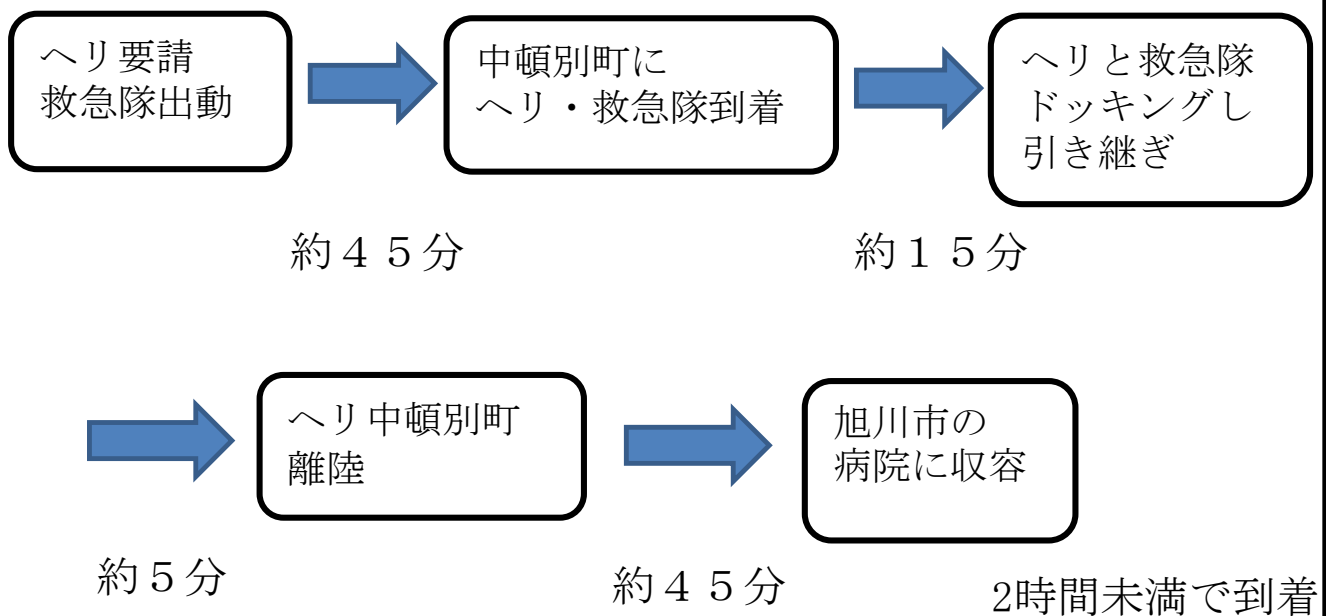 ヘリ要請
救急隊出動
中頓別町に
ヘリ・救急隊到着
ヘリと救急隊
ドッキングし
引き継ぎ
約４５分
約１５分
ヘリ中頓別町
離陸
旭川市の
病院に収容
約５分
約４５分
2時間未満で到着